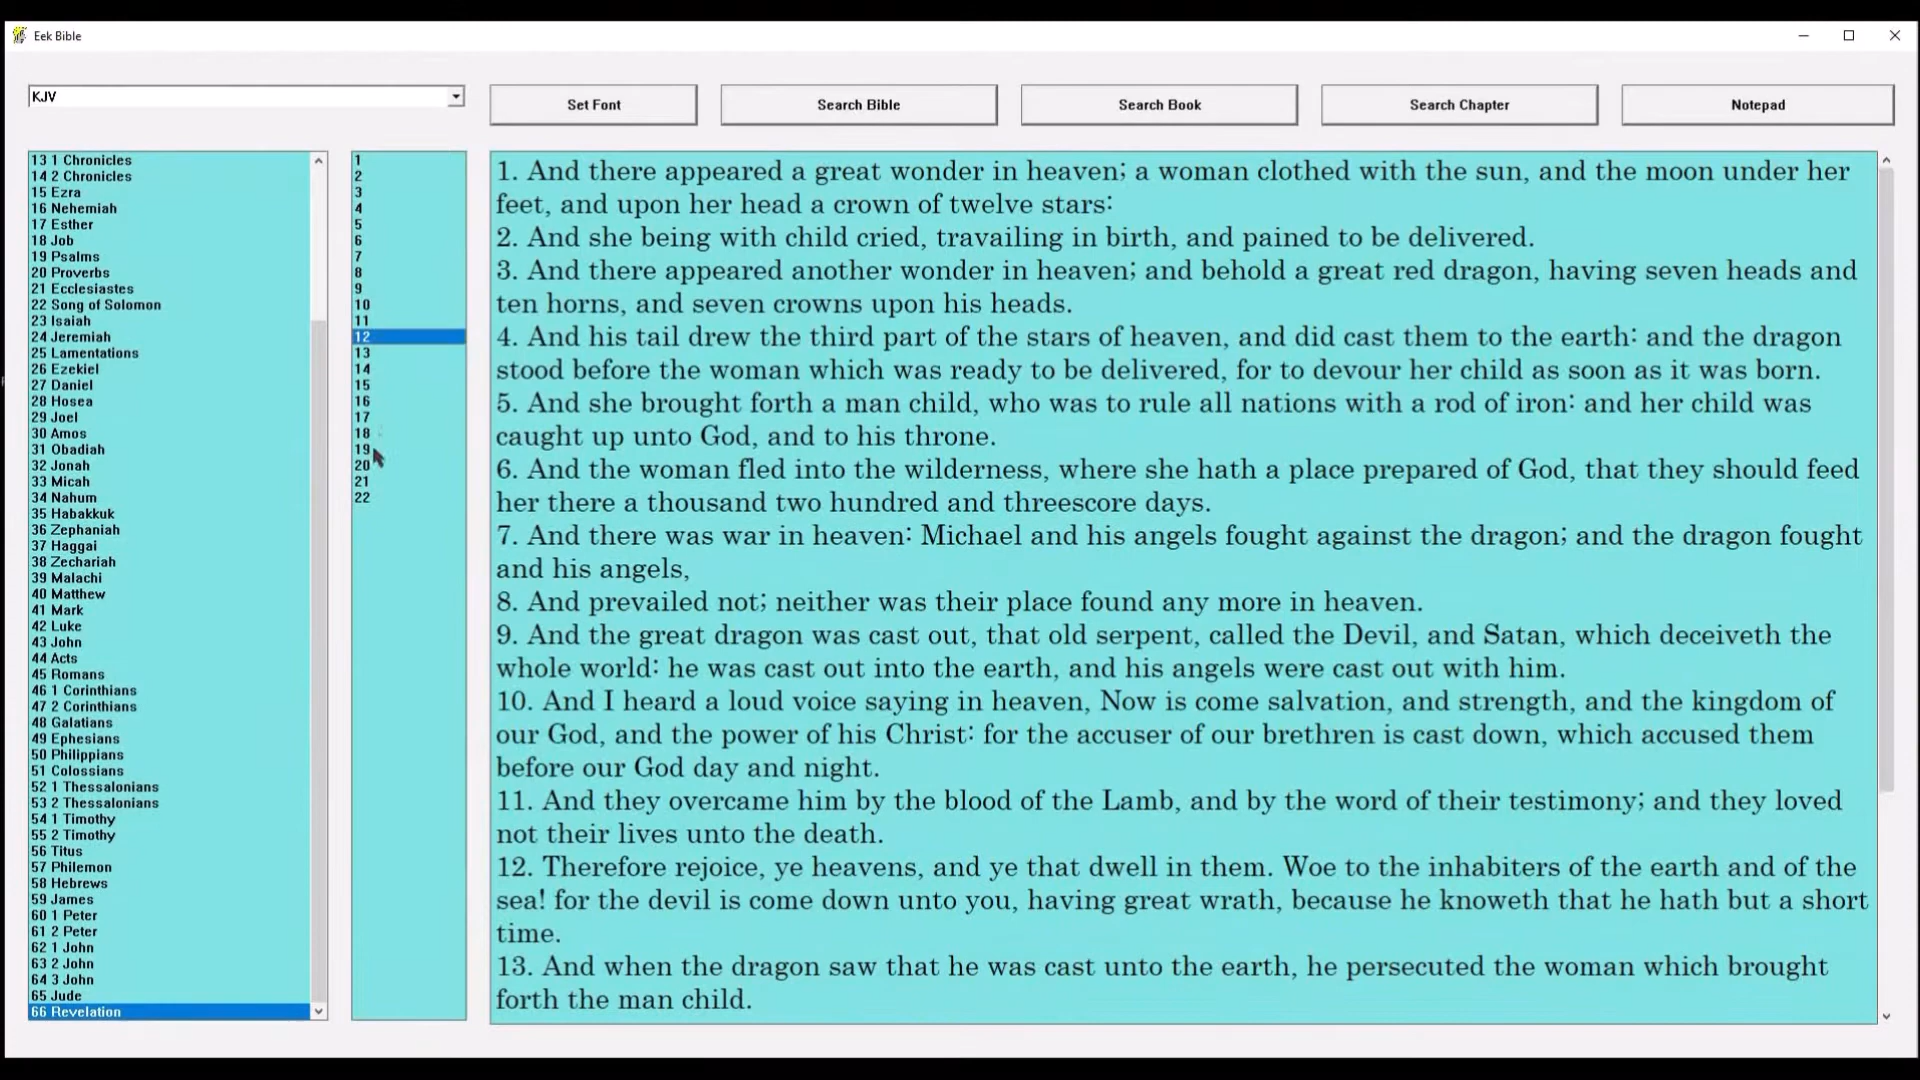 Eek Bible
KJV
Set Font
Search Bible
Search Book
Search Chapter
Notepad
13 1 Chronicles
14 2 Chronicles
15 Ezra
16 Nehemiah
17 Esther
18 Job
19 Psalms
20 Proverbs
21 Ecclesiastes
22 Song of Solomon
23 Isaiah
24 Jeremiah
25 Lamentations
26 Ezekiel
27 Daniel
28 Hosea
29 Joel
30 Amos
31 Obadiah
32 Jonah
33 Micah
34 Nahum
35 Habakkuk
36 Zephaniah
37 Haggai
38 Zechariah
39 Malachi
40 Matthew
41 Mark
42 Luke
43 John
44 Acts
45 Romans
46 1 Corinthians
47 2 Corinthians
48 Galatians
49 Ephesians
50 Philippians
51 Colossians
52 1 Thessalonians
53 2 Thessalonians
54 1 Timothy
55 2 Timothy
56 Titus
57 Philemon
58 Hebrews
59 James
60 1 Peter
61 2 Peter
62 1 John
63 2 John
64 3 John
65 Jude
66 Revelation
1
2
3
4
5
6
7
8
9
10
11
12
13
14
15
16
17
18
19
20
21
22
1. And there appeared a great wonder in heaven; a woman clothed with the sun, and the moon under her
feet, and upon her head a crown of twelve stars:
2. And she being with child cried, travailing in birth, and pained to be delivered.
3. And there appeared another wonder in heaven; and behold a great red dragon, having seven heads and
ten horns, and seven crowns upon his heads.
4. And his tail drew the third part of the stars of heaven, and did cast them to the earth: and the dragon
stood before the woman which was ready to be delivered, for to devour her child as soon as it was born.
5. And she brought forth a man child, who was to rule all nations with a rod of iron: and her child was
caught up unto God, and to his throne.
6. And the woman fled into the wilderness, where she hath a place prepared of God, that they should feed
her there a thousand two hundred and threescore days.
7. And there was war in heaven: Michael and his angels fought against the dragon; and the dragon fought
and his angels,
8. And prevailed not; neither was their place found any more in heaven.
9. And the great dragon was cast out, that old serpent, called the Devil, and Satan, which deceiveth the
whole world: he was cast out into the earth, and his angels were cast out with him.
10. And I heard a loud voice saying in heaven, Now is come salvation, and strength, and the kingdom of
our God, and the power of his Christ: for the accuser of our brethren is cast down, which accused them
before our God day and night.
11. And they overcame him by the blood of the Lamb, and by the word of their testimony; and they loved
not their lives unto the death.
12. Therefore rejoice, ye heavens, and ye that dwell in them. Woe to the inhabiters of the earth and of the
sea! for the devil is come down unto you, having great wrath, because he knoweth that he hath but a short
time.
13. And when the dragon saw that he was cast unto the earth, he persecuted the woman which brought
forth the man child.